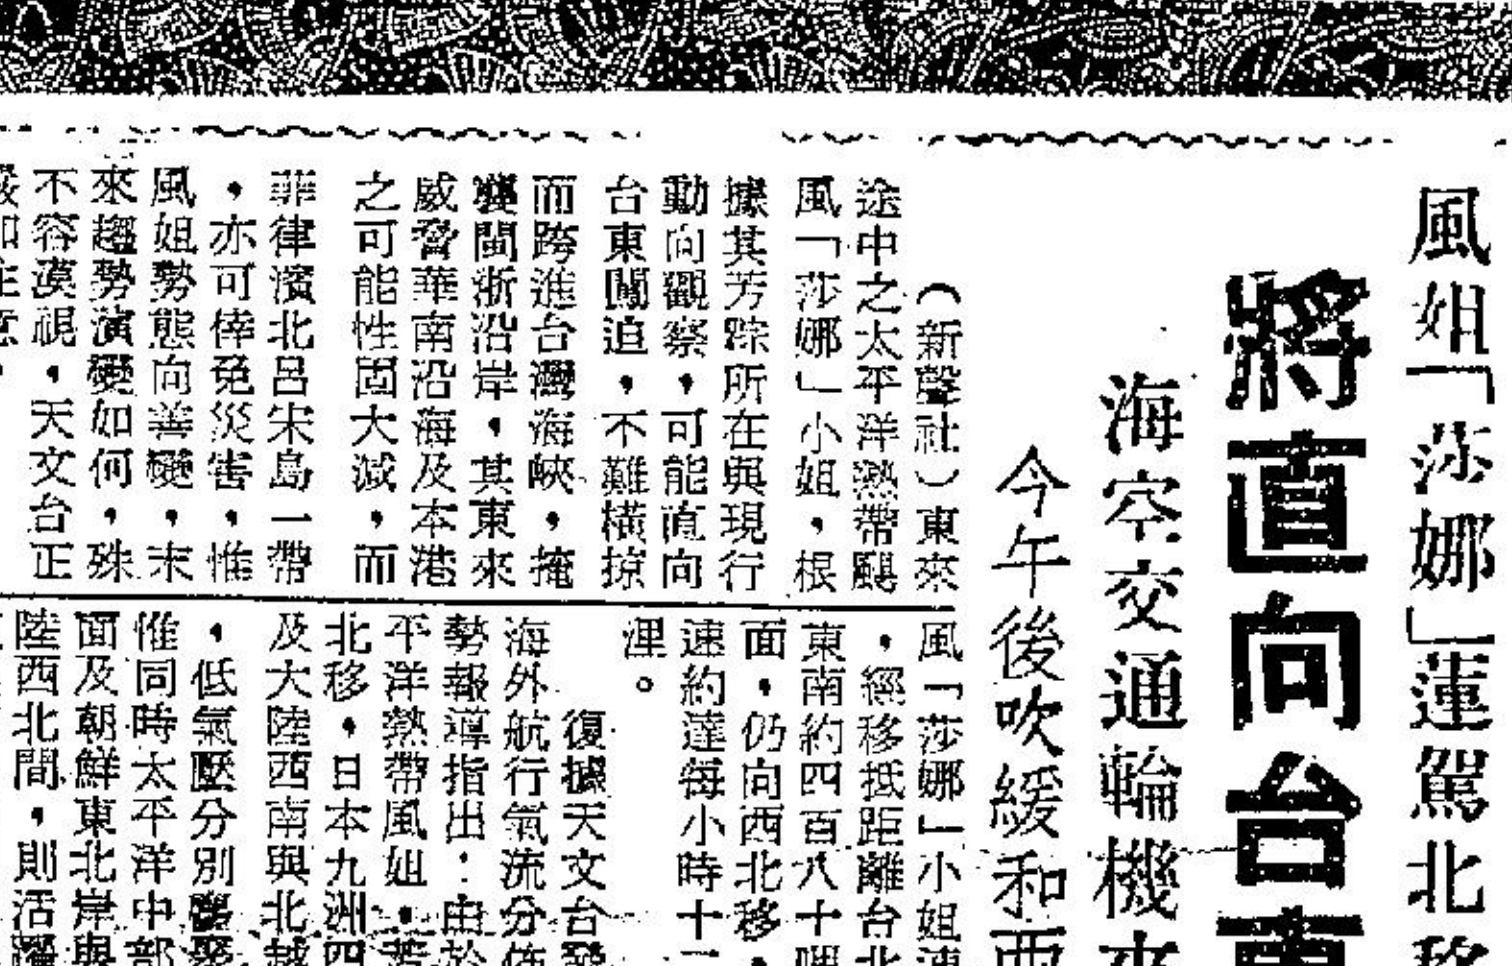 風姐「莎娜」蓮駕北移
將直向台東
海空交通輪機來
今午後吹緩和西
（新聲社）東來
途中之太平洋熱帶颶
風「莎娜」小姐，根
據其芳踪所在與現行
動向觀察，可能直向
台東闖迫，不難橫掠
而跨進台灣海峽，掩
襲閩浙沿岸，其東來
威脅華南沿海及本港
之可能性固大減，而
菲律濱北呂宋島一帶
，亦可倖免災害，惟
風姐勢態向善變，末
來趨勢演變如何，殊
不容漠視，天文台正
風「莎娜」小姐
，經移抵距離台北
東南約四百八十哩
面，仍向西北移，
速約達每小時十二
浬。
復據天文台發
海外航行氣流分佈
勢報導指出：由於
平洋熱帶風姐
北移，日本九洲四
及大陸西南與北越
，低氣壓分別
惟同時太平洋中部
面及朝鮮東北岸與
陸西北間，則活躍